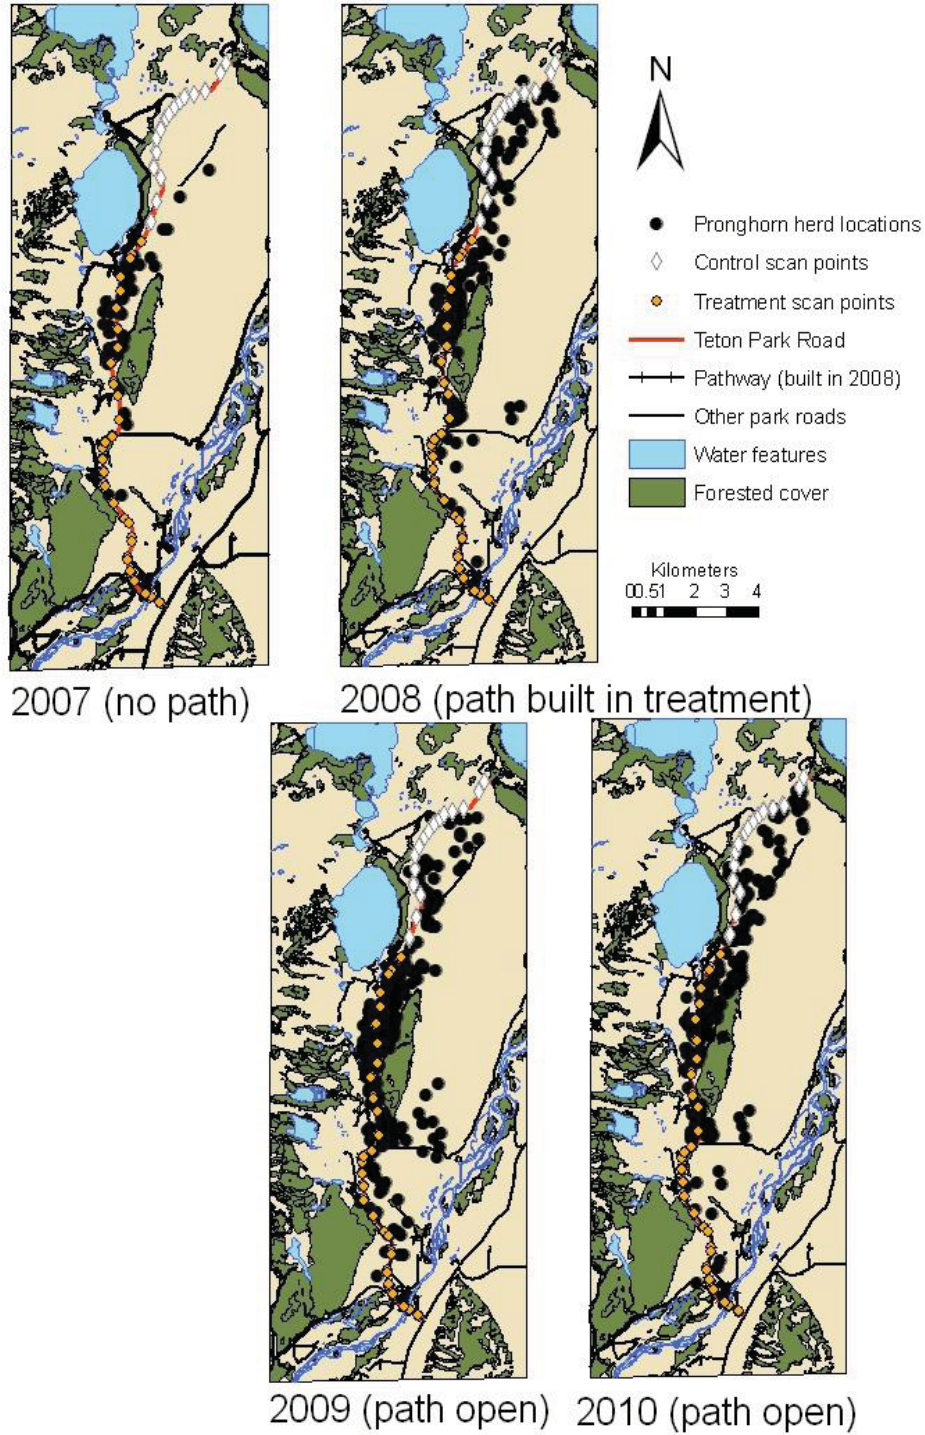 N
Pronghorn herd locations
Control scan points
Treatment scan points
Teton Park Road
Pathway (built in 2008)
Other park roads
Water features
Forested cover
Kilometers
00.51 2 3 4
2007 (no path)
2008 (path built in treatment)
2009 (path open)
2010 (path open)